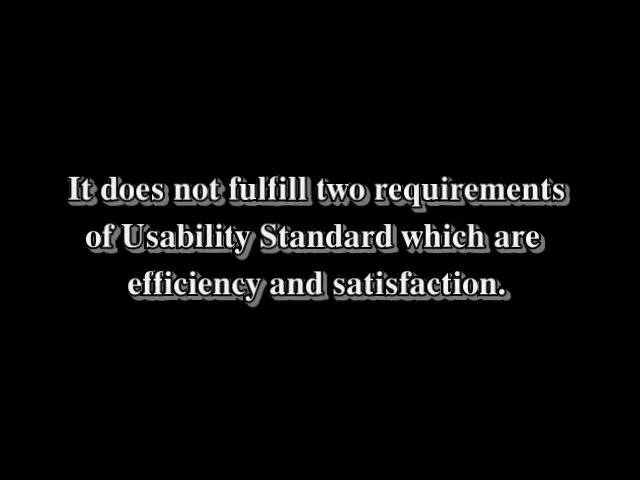 It does not fulfill two requirements
of Usability Standard which are
efficiency and satisfaction.